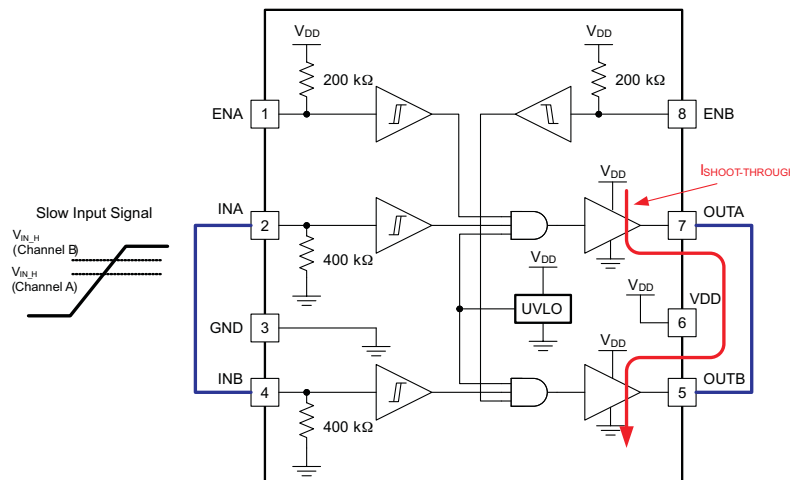 VDD
VDD
200 kΩ
200 kΩ
ENA
1
8
ENB
ISHOOT-THROUGH
VDD
Slow Input Signal
INA
2
7
OUTA
VIN_H
(Channel B)
VIN_H
(Channel A)
400 kΩ
VDD
VDD
VDD
UVLO
GND
3
6
VDD
INB
4
5
OUTB
400 kΩ